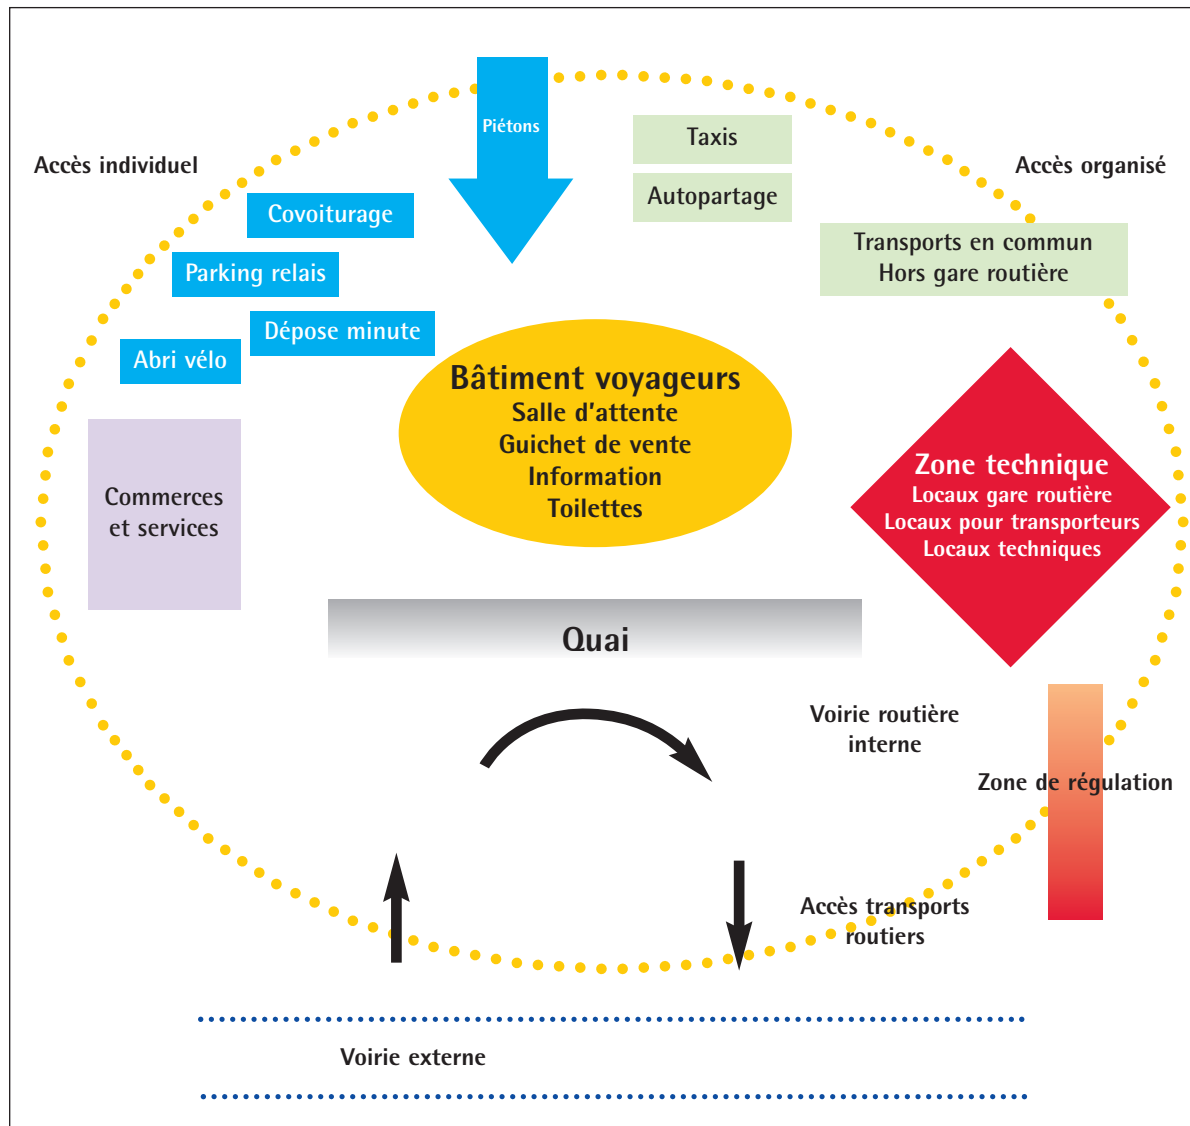 Piétons
Taxis
Accès individuel
Accès organisé
Autopartage
Covoiturage
Transports en commun
Hors gare routière
Parking relais
Dépose minute
Abri vélo
Bâtiment voyageurs
Salle d'attente
Guichet de vente
Information
Toilettes
Zone technique
Locaux gare routière
Locaux pour transporteurs
Locaux techniques
Commerces
et services
Quai
Voirie routière
interne
Zone de régulation
Accès transports
routiers
Voirie externe